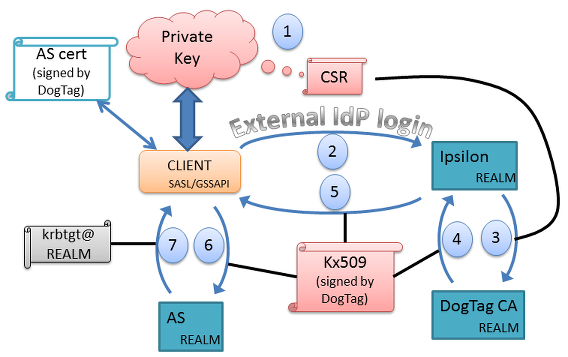 1
Private
Key
AS cert
(signed by
DogTag)
CSR
External IdP login
2
CLIENT
SASL/GSSAPI
5
Ipsilon
REALM
krbtgt@
REALM
7
6
4
3
Kx509
(signed by
DogTag)
AS
REALM
DogTag CA
REALM